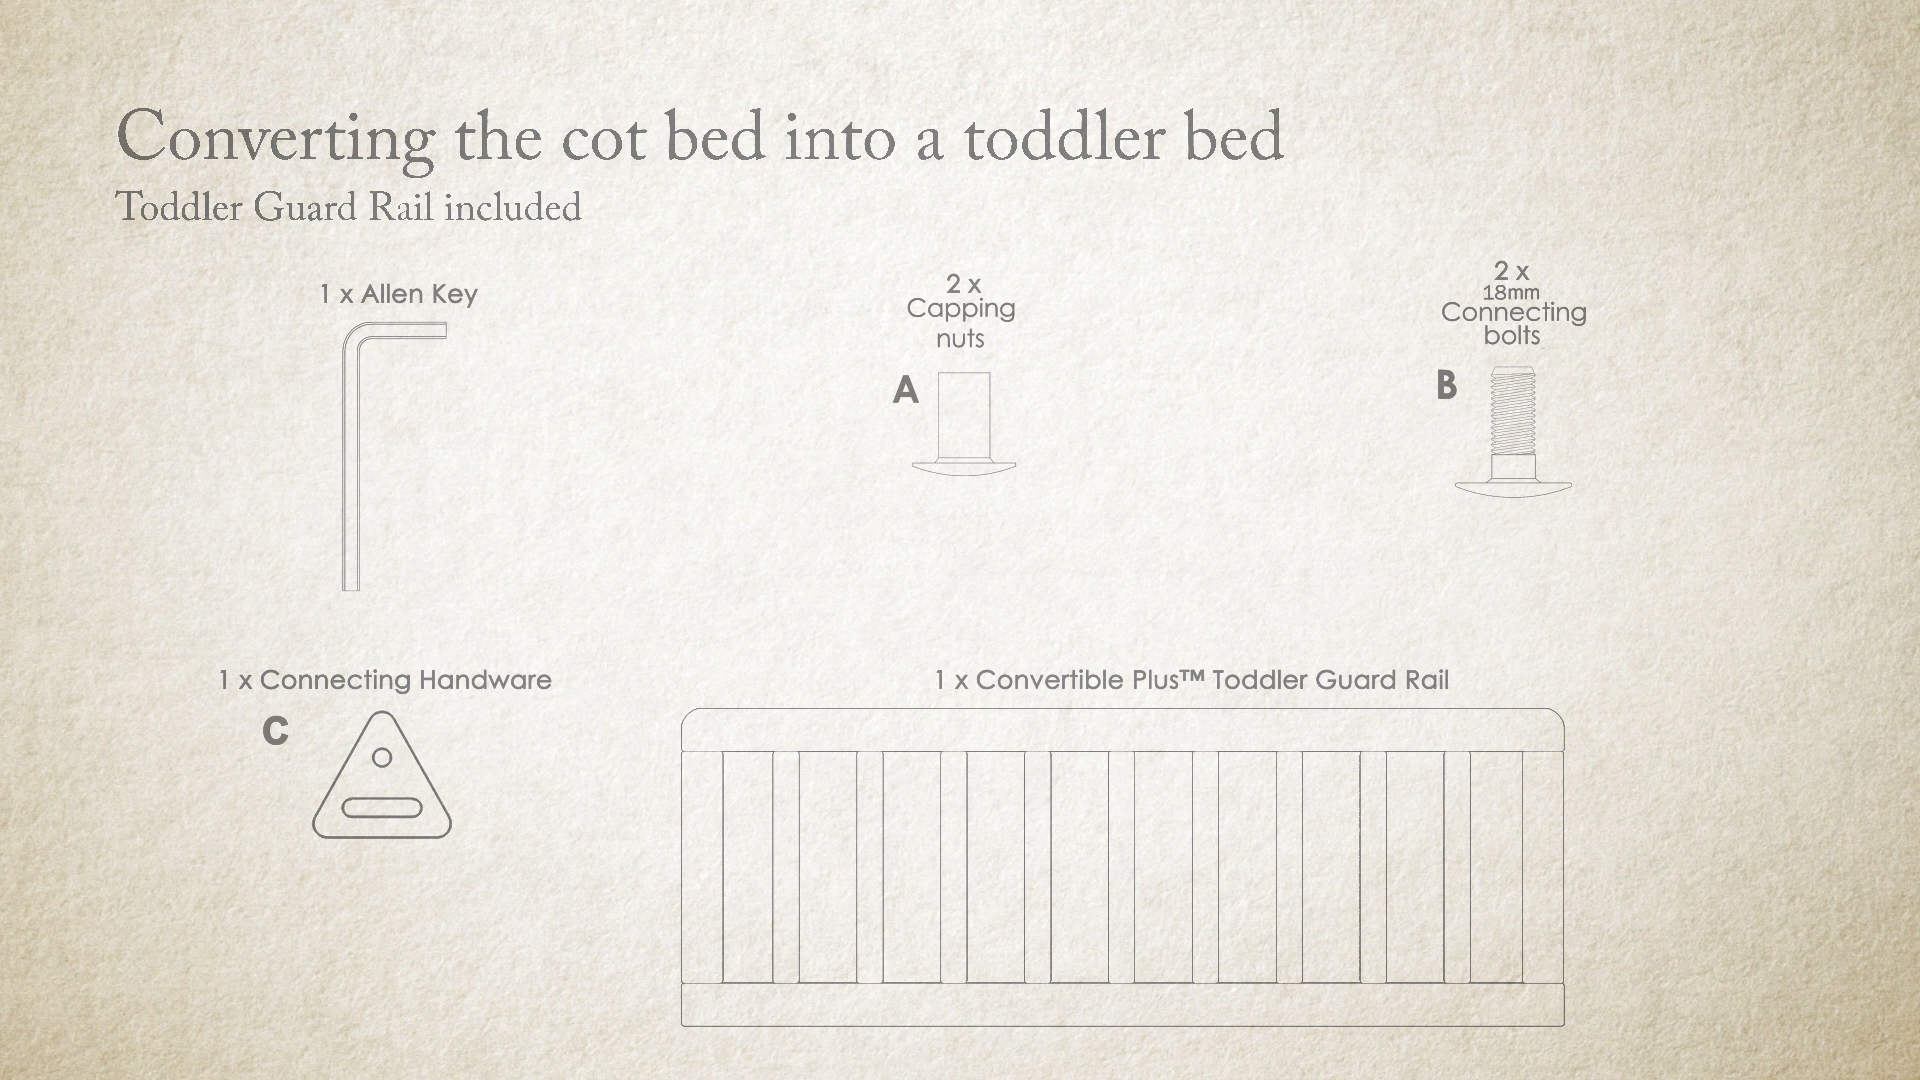 Converting the cot bed into a toddler bed
Toddler Guard Rail included
1 x Allen Key
2 x
Capping
nuts
A
2 x
18mm
Connecting
bolts
B
1 x Connecting Hardware
C
1 x Convertible Plus™ Toddler Guard Rail